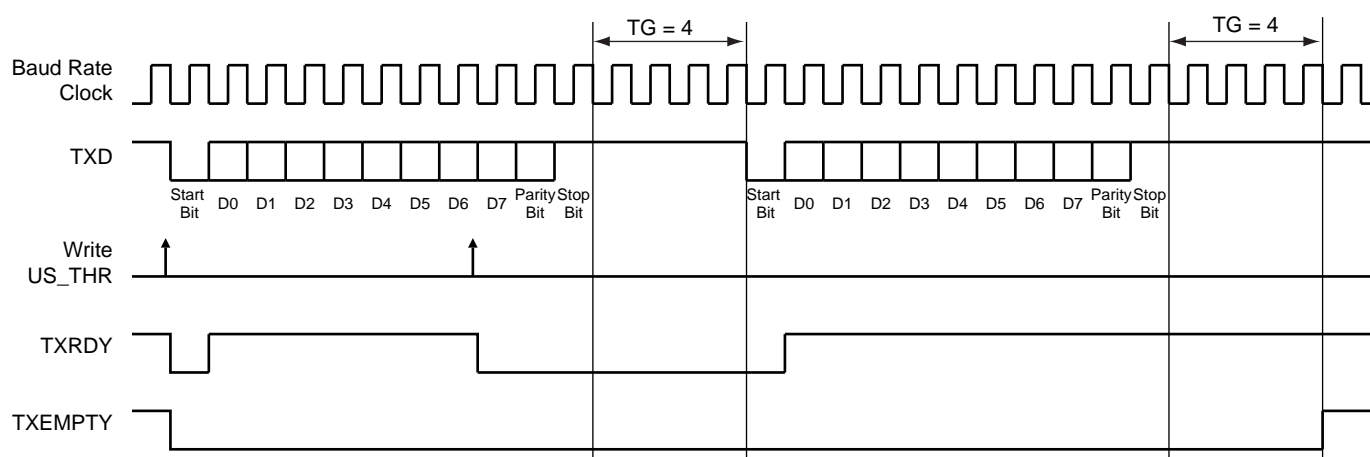 TG = 4
TG = 4
Baud Rate
Clock
TXD
Start
Bit
D0
D1
D2
D3
D4
D5
D6
D7
Parity
Bit
Stop
Bit
Start
Bit
D0
D1
D2
D3
D4
D5
D6
D7
Parity
Bit
Stop
Bit
Write
US_THR
TXRDY
TXEMPTY